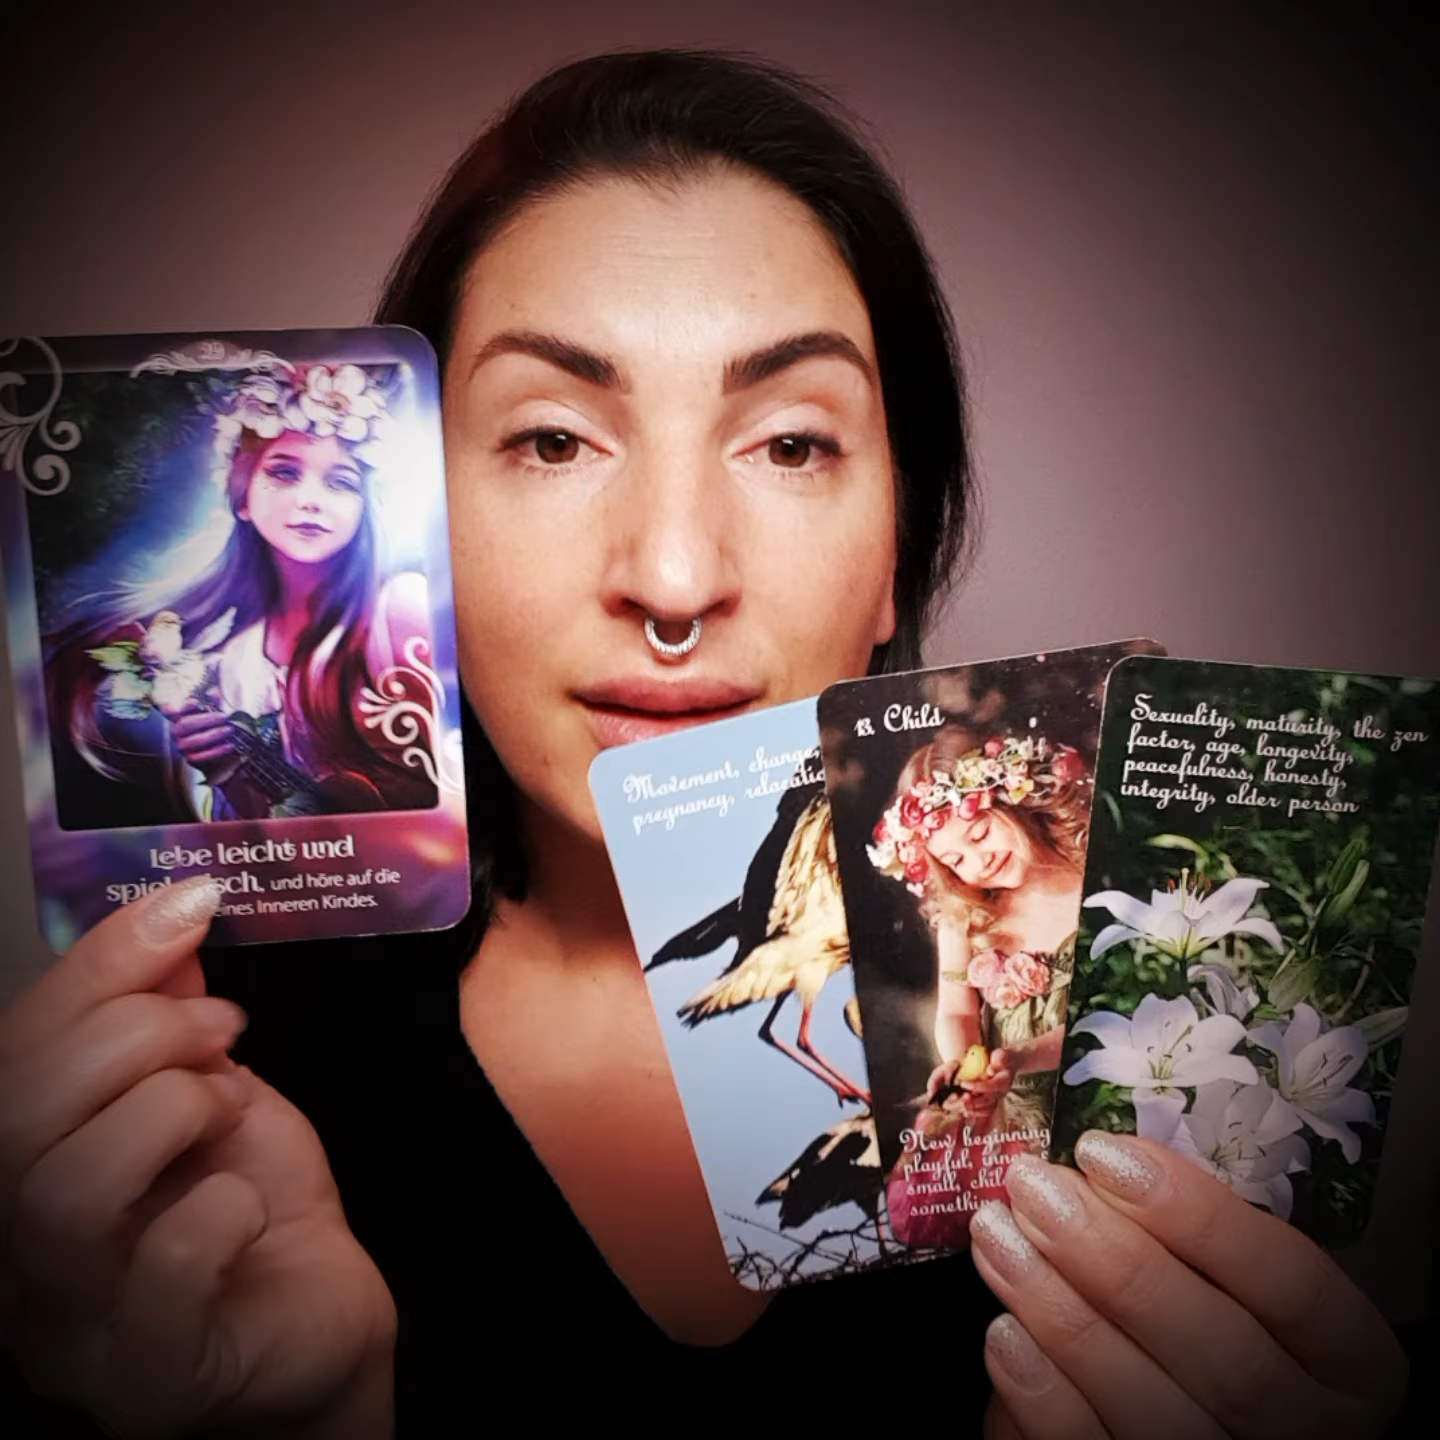 39
Lebe leicht und
und höre auf die
Inneren Kindes.
Movement, change,
pregnancy,
13. Child
New beginning
playful,
small,
Sexuality, maturity, the zen
factor, age, longevity,
peacefulness, honesty,
integrity, older person